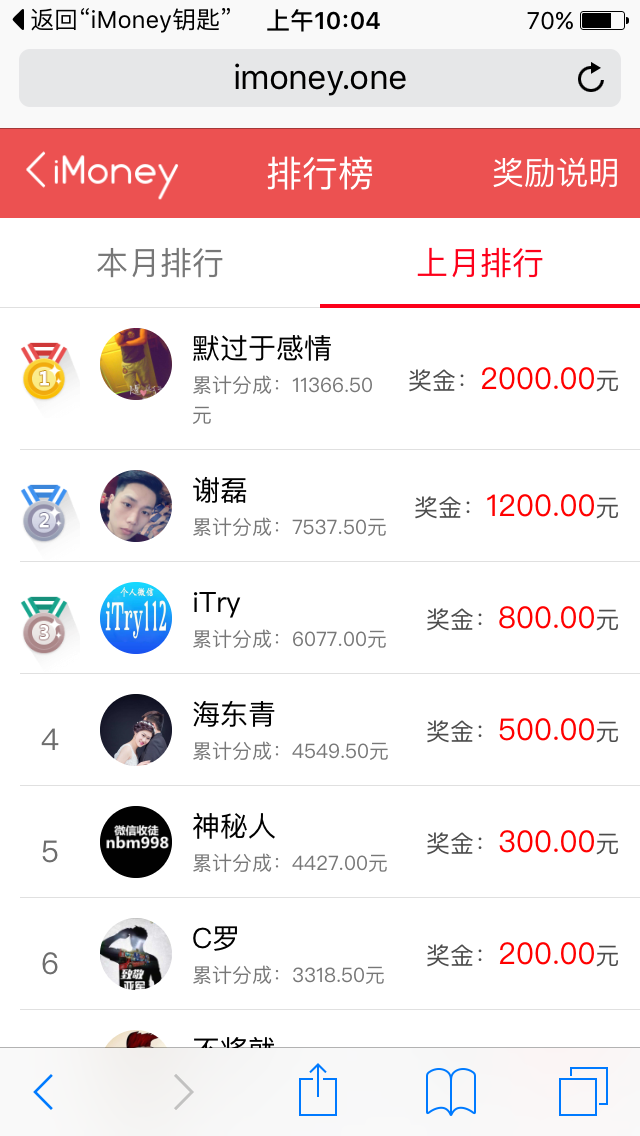 返回“iMoney钥匙”
上午10:04
70%
imoney.one
iMoney
排行榜
奖励说明
本月排行
上月排行
1
默过于感情
累计分成：11366.50
元
奖金：2000.00元
2
谢磊
累计分成：7537.50元
奖金：1200.00元
3
个人微信
iTry112
iTry
累计分成：6077.00元
奖金：800.00元
4
海东青
累计分成：4549.50元
奖金：500.00元
5
微信收徒
nbm998
神秘人
累计分成：4427.00元
奖金：300.00元
6
致敬
C罗
累计分成：3318.50元
奖金：200.00元
不将就